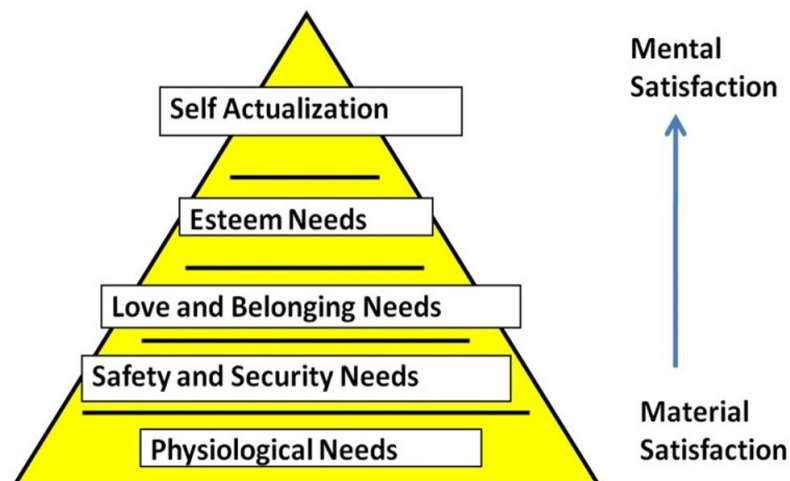 Mental
Satisfaction
Self Actualization
Esteem Needs
Love and Belonging Needs
Safety and Security Needs
Physiological Needs
Material
Satisfaction